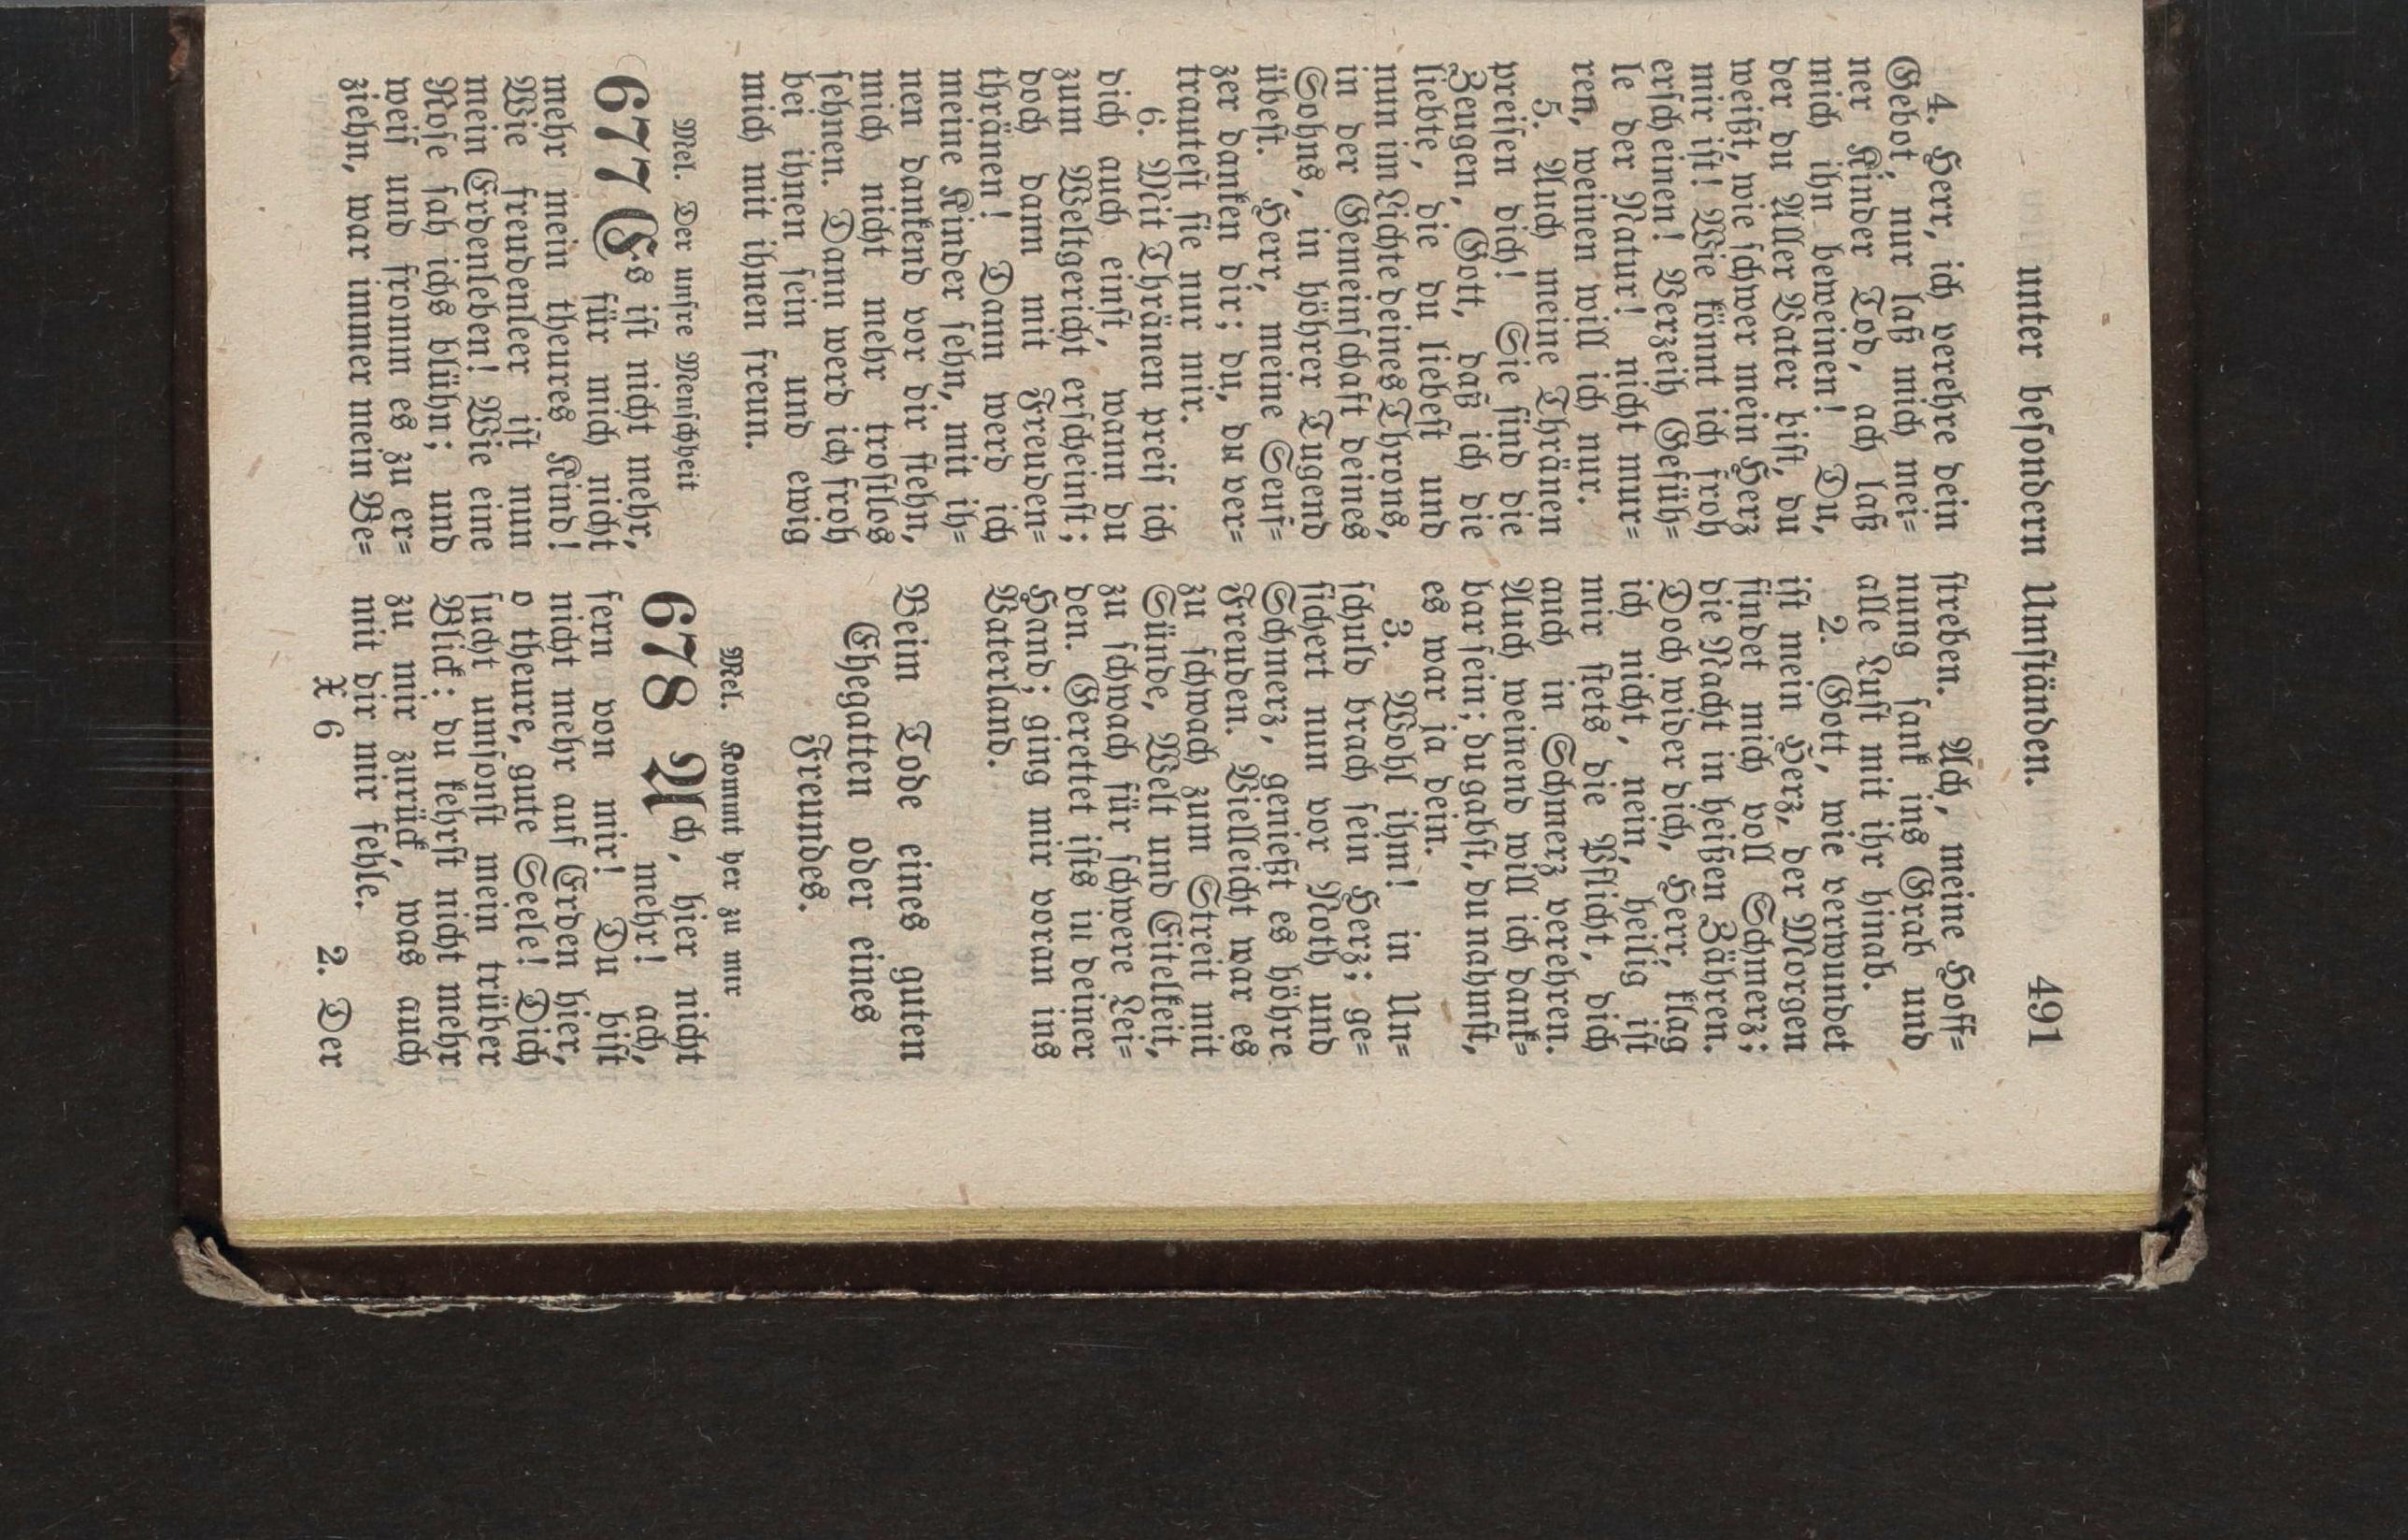 unter besondern Umständen. 491
4. Herr, ich verehre dein
Gebot, nur laß mich mei=
ner Kinder Tod, ach laß
mich ihn beweinen! Du,
der du Aller Vater bist, du
weißt, wie schwer mein Herz
mir ist! Wie könnt ich froh
erscheinen! Verzeih Gefüh=
le der Natur! nicht mur=
ren, weinen will ich nur.
5. Auch meine Thränen
preisen dich! Sie sind die
Zeugen, Gott, daß ich die
liebte, die du liebest und
nun im Lichte deines Throns,
in der Gemeinschaft deines
Sohns, in höhrer Tugend
übest. Herr, meine Seuf=
zer danken dir; du, du ver=
trautest sie nur mir.
6. Mit Thränen preis ich
dich auch einst, wann du
zum Weltgericht erscheinst;
doch dann mit Freuden=
thränen! Dann werd ich
meine Kinder sehn, mit ih=
nen dankend vor dir stehn,
mich nicht mehr trostlos
sehnen. Dann werd ich froh
bei ihnen sein und ewig
mich mit ihnen freun.
Mel. Der unsre Menschheit
677 Es ist nicht mehr,
für mich nicht
mehr mein theures Kind!
Wie freudenleer ist nun
mein Erdenleben! Wie eine
Rose sah ichs blühn; und
weis und fromm es zu er=
ziehn, war immer mein Be=
streben. Ach, meine Hoff=
nung sank ins Grab und
alle Lust mit ihr hinab.
2. Gott, wie verwundet
ist mein Herz, der Morgen
findet mich voll Schmerz;
die Nacht in heißen Zähren.
Doch wider dich, Herr, klag
ich nicht, nein, heilig ist
mir stets die Pflicht, dich
auch in Schmerz verehren.
Auch weinend will ich dank=
bar sein; du gabst, du nahmst,
es war ja dein.
3. Wohl ihm! in Un=
schuld brach sein Herz; ge=
sichert nun vor Noth und
Schmerz, genießt es höhre
Freuden. Vielleicht war es
zu schwach zum Streit mit
Sünde, Welt und Eitelkeit,
zu schwach für schwere Lei=
den. Gerettet ists in deiner
Hand; ging mir voran ins
Vaterland.
Beim Tode eines guten
Ehegatten oder eines
Freundes.
Mel. Kommt her zu mir
678 Ach, hier nicht
mehr! ach,
fern von mir! Du bist
nicht mehr auf Erden hier,
o theure, gute Seele! Dich
sucht umsonst mein trüber
Blick; du kehrst nicht mehr
zu mir zurück, was auch
mit dir mir fehle.
X 6 2. Der